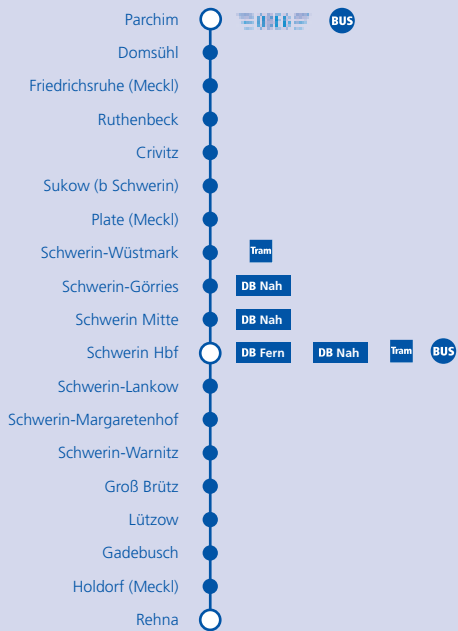 Parchim BUS
Domsühl
Friedrichsruhe (Meckl)
Ruthenbeck
Crivitz
Sukow (b Schwerin)
Plate (Meckl)
Schwerin-Wüstmark Tram
Schwerin-Görries DB Nah
Schwerin Mitte DB Nah
Schwerin Hbf DB Fern DB Nah Tram BUS
Schwerin-Lankow
Schwerin-Margaretenhof
Schwerin-Warnitz
Groß Brütz
Lützow
Gadebusch
Holdorf (Meckl)
Rehna